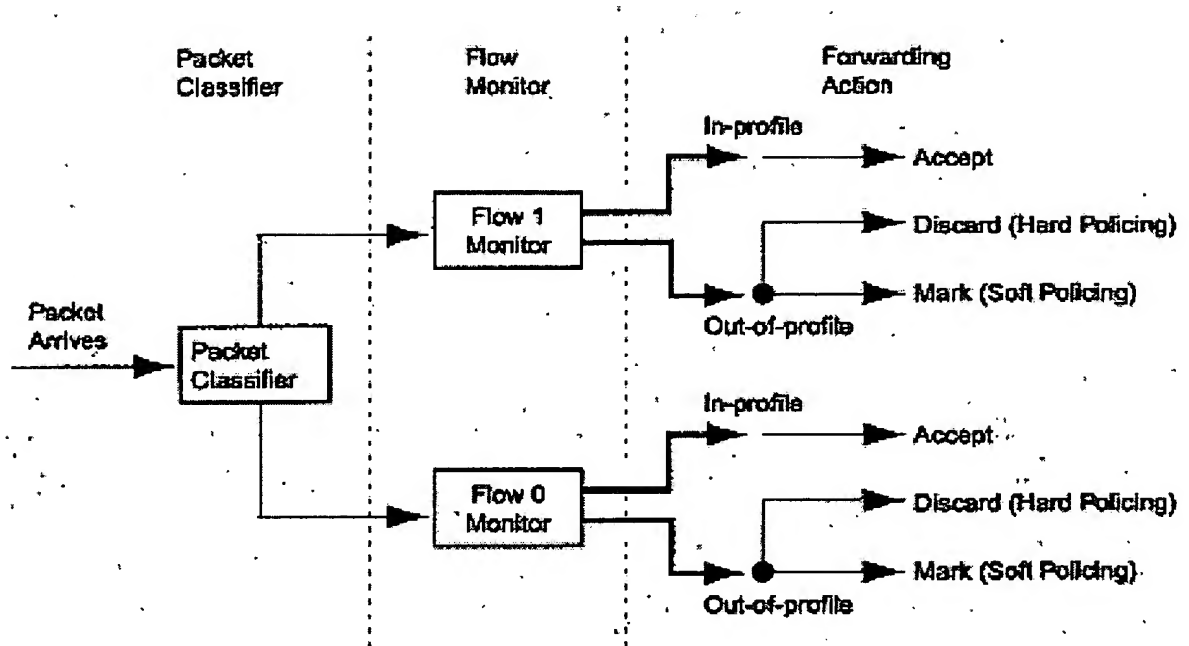 Packet
Classifier
Flow
Monitor
Forwarding
Action
In-profile
Accept
Flow 1
Monitor
Discard (Hard Policing)
Mark (Soft Policing)
Out-of-profile
Packet
Arrives
Packet
Classifier
In-profile
Accept
Flow 0
Monitor
Discard (Hard Policing)
Mark (Soft Policing)
Out-of-profile